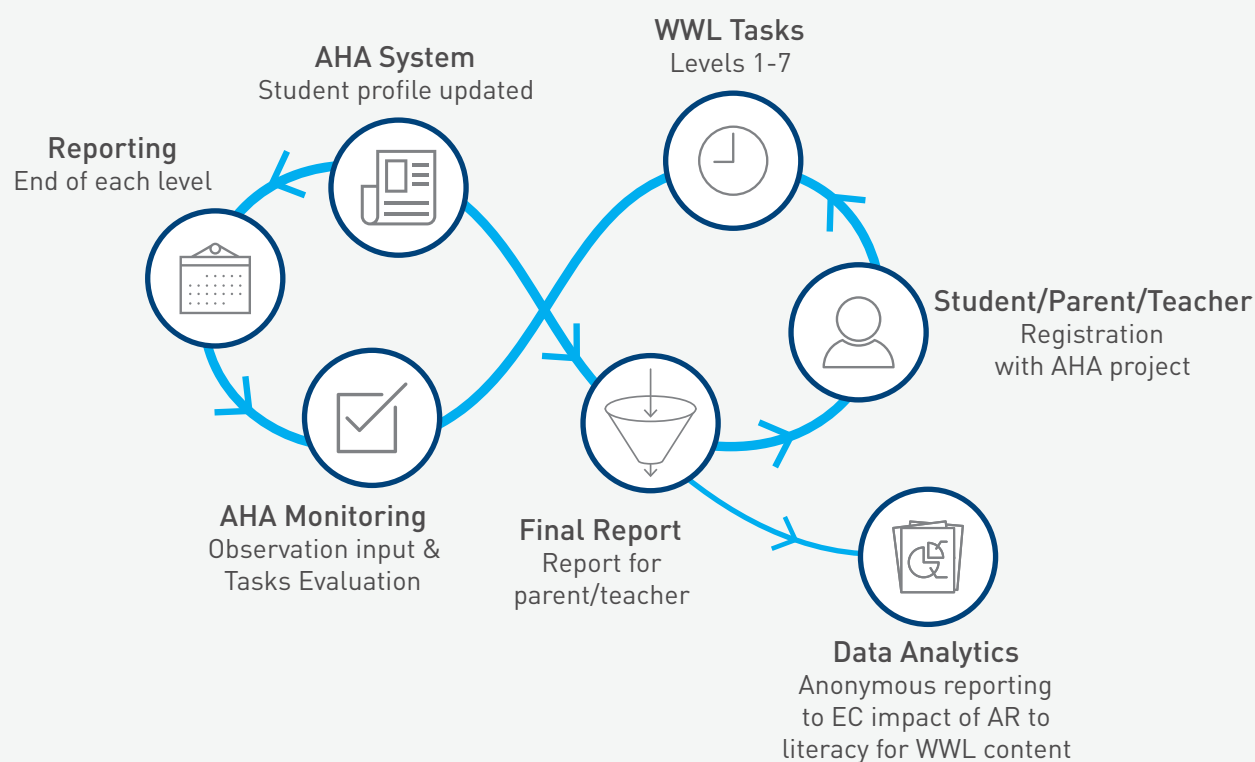 WWL Tasks
Levels 1-7
AHA System
Student profile updated
Reporting
End of each level
Student/Parent/Teacher
Registration
with AHA project
AHA Monitoring
Observation input &
Tasks Evaluation
Final Report
Report for
parent/teacher
Data Analytics
Anonymous reporting
to EC impact of AR to
literacy for WWL content